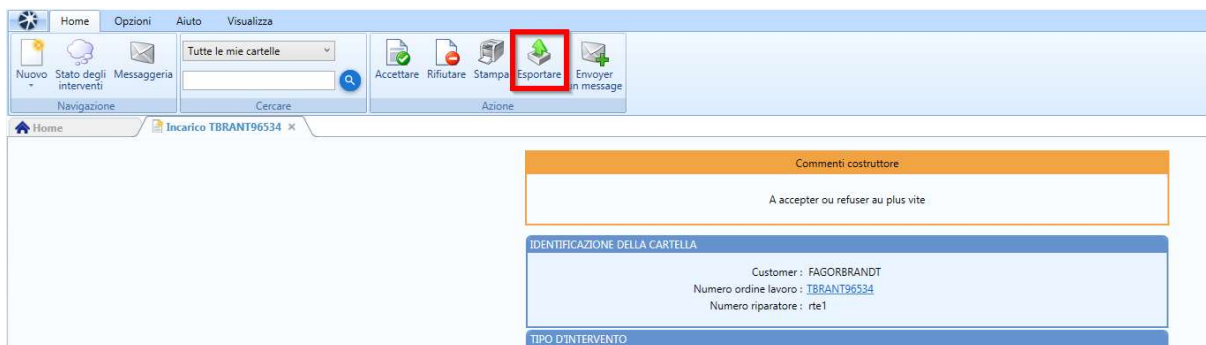 Home Opzioni Aiuto Visualizza
Tutte le mie cartelle
Nuovo Stato degli interventi Messaggeria
Accettare Rifiutare Stampa Esportare Envoyer un message
Navigazione Cercare Azione
Home Incarico TBRANT96534 ×
Commenti costruttore
A accepter ou refuser au plus vite
IDENTIFICAZIONE DELLA CARTELLA
Customer : FAGORBRANDT
Numero ordine lavoro : TBRANT96534
Numero riparatore : rte1
TIPO D'INTERVENTO